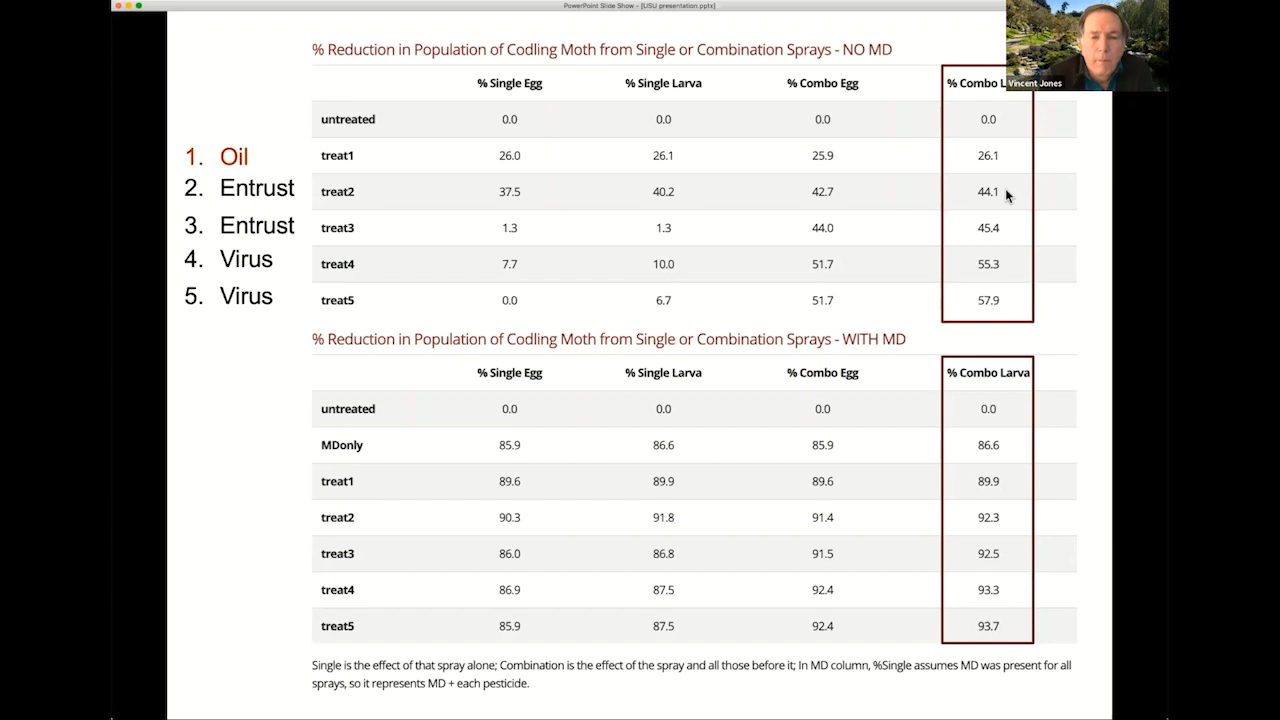 PowerPoint Slide Show - [USU presentation.pptx]
% Reduction in Population of Codling Moth from Single or Combination Sprays - NO MD
Vincent Jones
% Single Egg % Single Larva % Combo Egg % Combo L
untreated 0.0 0.0 0.0 0.0
1. Oil
treat1 26.0 26.1 25.9 26.1
2. Entrust
treat2 37.5 40.2 42.7 44.1
3. Entrust
treat3 1.3 1.3 44.0 45.4
4. Virus
treat4 7.7 10.0 51.7 55.3
5. Virus
treat5 0.0 6.7 51.7 57.9
% Reduction in Population of Codling Moth from Single or Combination Sprays - WITH MD
% Single Egg % Single Larva % Combo Egg % Combo Larva
untreated 0.0 0.0 0.0 0.0
MDonly 85.9 86.6 85.9 86.6
treat1 89.6 89.9 89.6 89.9
treat2 90.3 91.8 91.4 92.3
treat3 86.0 86.8 91.5 92.5
treat4 86.9 87.5 92.4 93.3
treat5 85.9 87.5 92.4 93.7
Single is the effect of that spray alone; Combination is the effect of the spray and all those before it; In MD column, %Single assumes MD was present for all
sprays, so it represents MD + each pesticide.